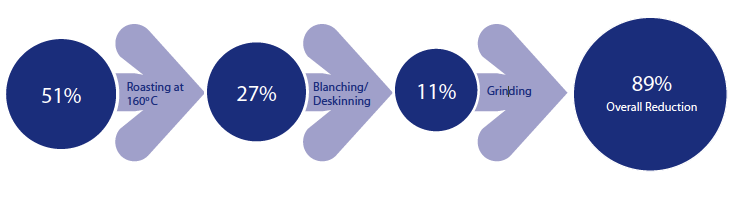 51%
Roasting at
160°C
27%
Blanching/
Deskinning
11%
Grinding
89%
Overall Reduction